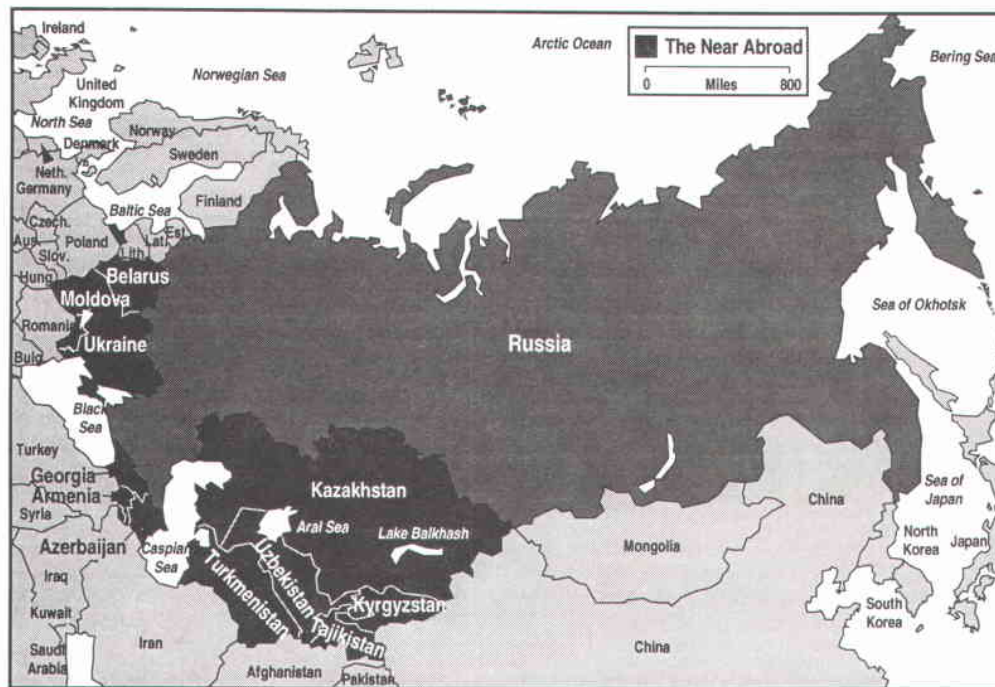 Ireland
Arctic Ocean
The Near Abroad
0 Miles 800
Bering Sea
Norwegian Sea
United
Kingdom
North Sea
Norway
Denmark
Sweden
Neth.
Germany
Finland
Baltic Sea
Czech.
Est.
Aus.
Poland
Lat.
Lith.
Slov.
Hung.
Belarus
Moldova
Romania
Ukraine
Bulg.
Russia
Sea of Okhotsk
Black
Sea
Turkey
Georgia
Armenia
Syria
Kazakhstan
China
Sea of
Japan
Aral Sea
Lake Balkhash
Azerbaijan
Caspian
Sea
Mongolia
North
Korea
Japan
Iraq
Turkmenistan
Uzbekistan
Kyrgyzstan
Tajikistan
Kuwait
South
Korea
Saudi
Arabia
Iran
Afghanistan
Pakistan
China